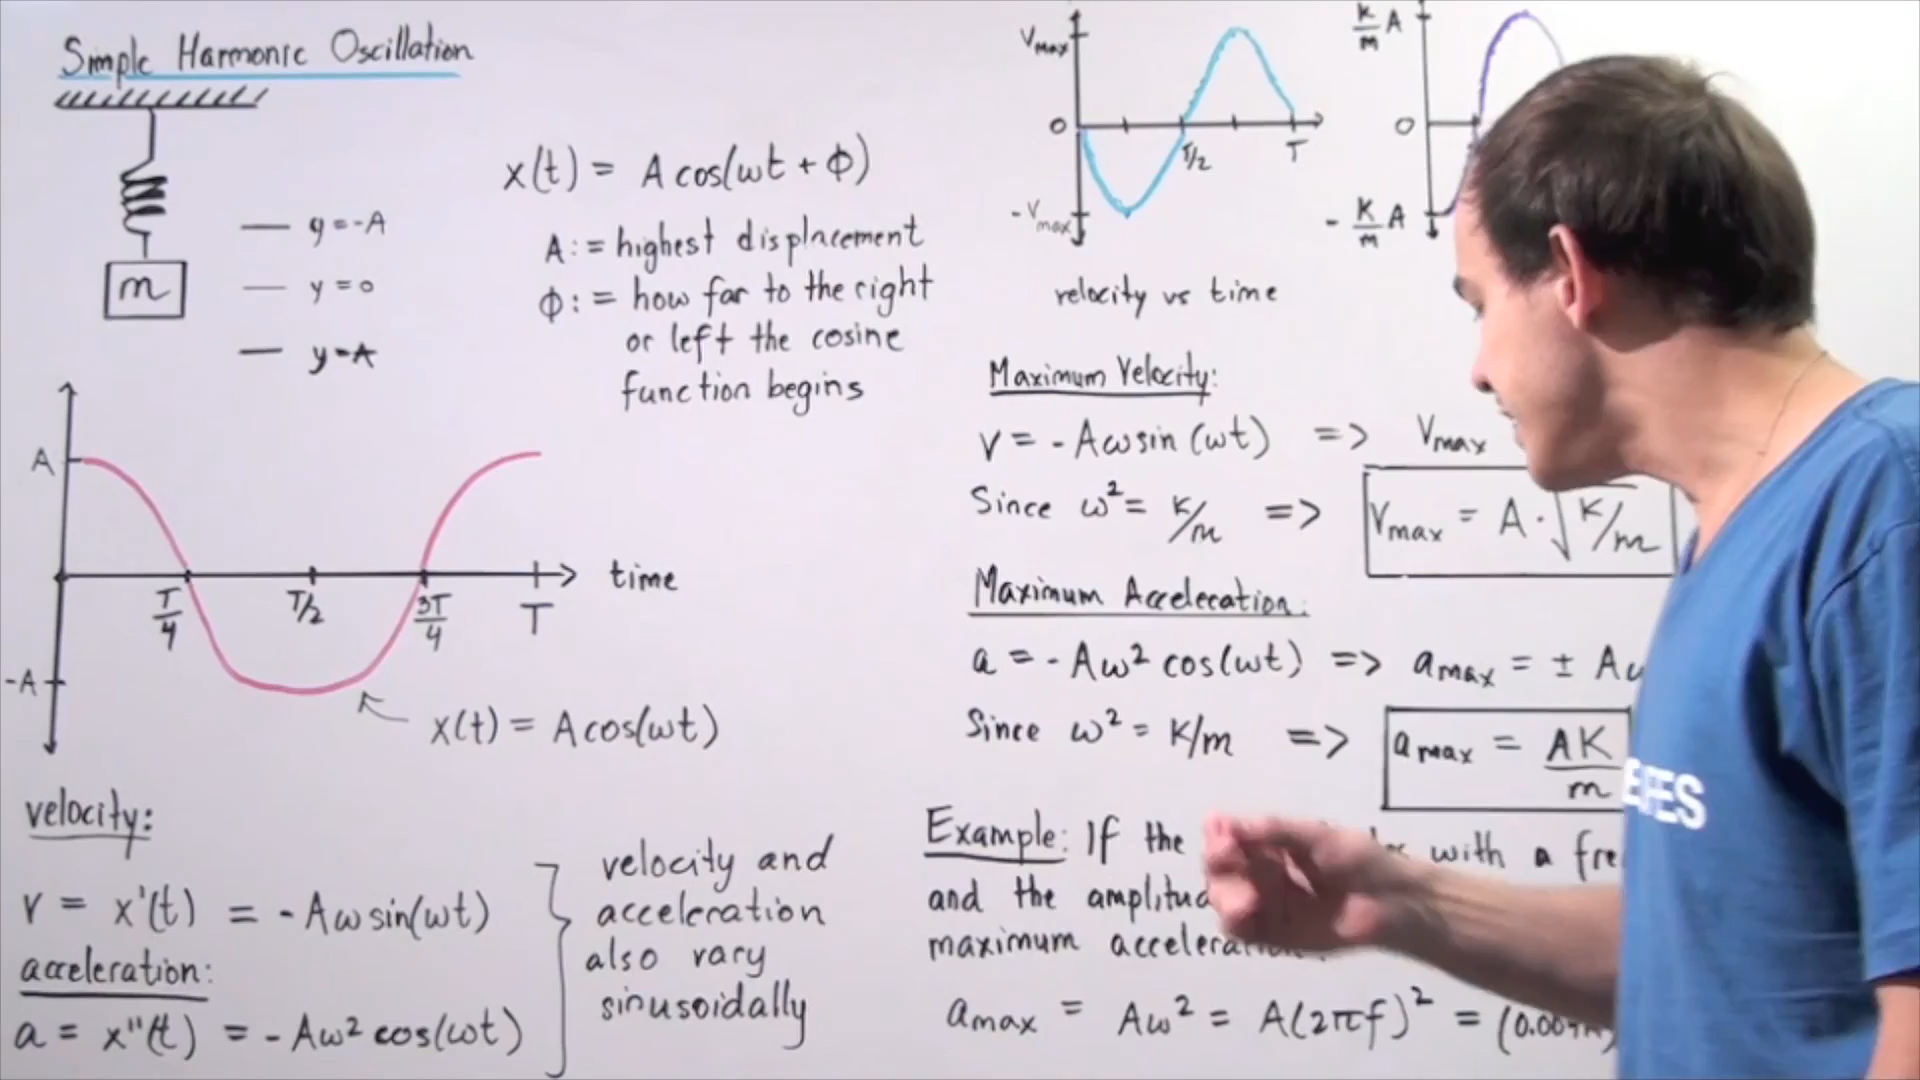 Simple Harmonic Oscillation
m
y=-A
y=0
y=A
x(t) = A cos(ωt + Φ)
A: = highest displacement
Φ: = how far to the right
or left the cosine
function begins
A
-A
T/4
T/2
3T/4
T
time
x(t) = A cos(ωt)
velocity:
v = x'(t) = - Aω sin(ωt)
acceleration:
a = x''(t) = - Aω² cos(ωt)
velocity and
acceleration
also vary
sinusoidally
Vmax
0
-Vmax
T/2
T
velocity vs time
K/m A
0
- K/m A
Maximum Velocity:
v = - Aω sin (ωt) => Vmax
Since ω² = K/m => Vmax = A · √K/m
Maximum Acceleration:
a = - Aω² cos(ωt) => amax = ± A
Since ω² = K/m => amax = AK/m
Example: If the with a
and the
maximum
amax = Aω² = A(2πf)² =